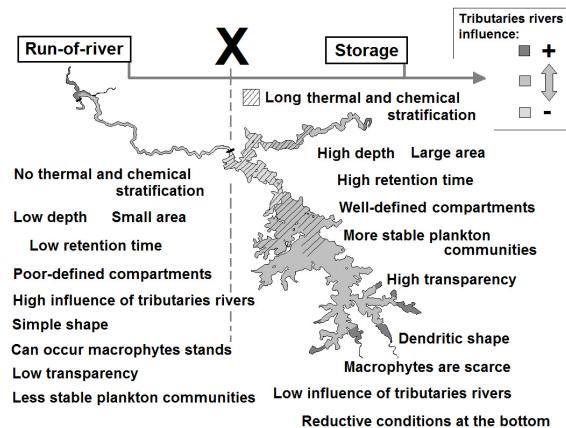 Tributaries rivers
influence:
+
-
Run-of-river
X
Storage
Long thermal and chemical
stratification
No thermal and chemical
stratification
Low depth Small area
Low retention time
Poor-defined compartments
High influence of tributaries rivers
Simple shape
Can occur macrophytes stands
Low transparency
Less stable plankton communities
High depth Large area
High retention time
Well-defined compartments
More stable plankton
communities
High transparency
Dendritic shape
Macrophytes are scarce
Low influence of tributaries rivers
Reductive conditions at the bottom